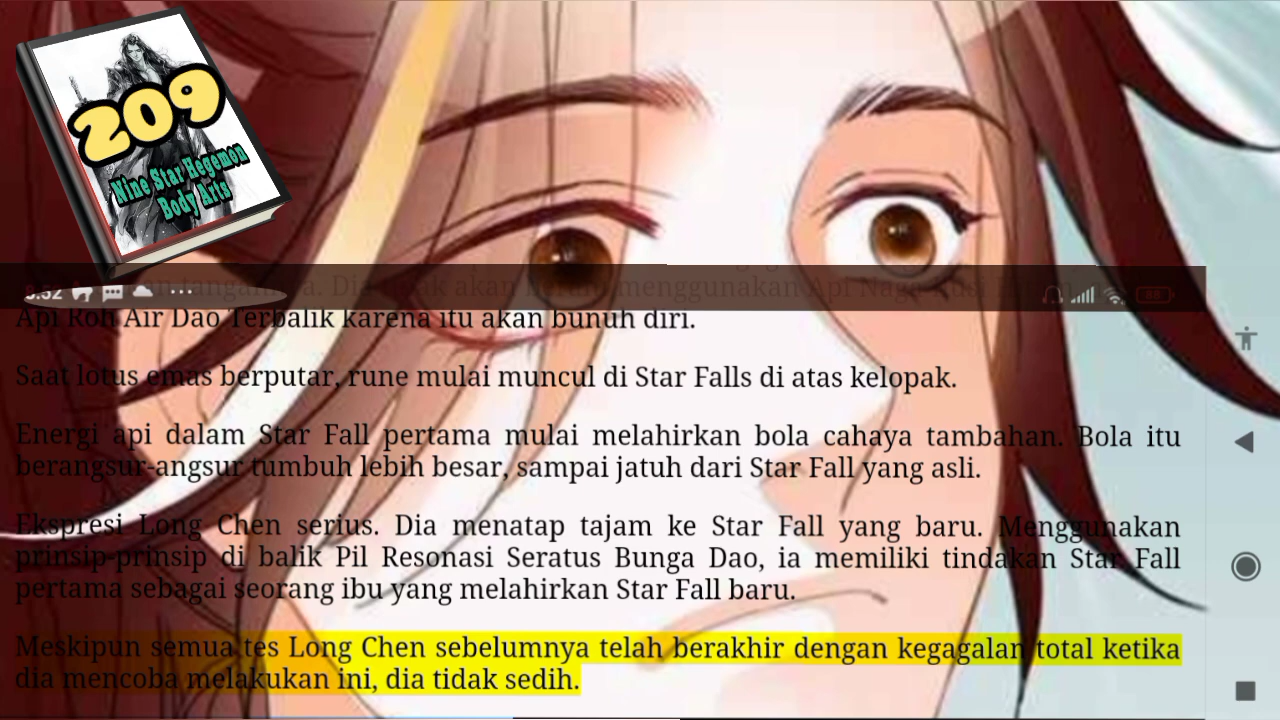 209
Nine Star Hegemon
Body Arts
menggunakan Api Naga
Api Roh Air Dao Terbalik karena itu akan bunuh diri.
Saat lotus emas berputar, rune mulai muncul di Star Falls di atas kelopak.
Energi api dalam Star Fall pertama mulai melahirkan bola cahaya tambahan. Bola itu
berangsur-angsur tumbuh lebih besar, sampai jatuh dari Star Fall yang asli.
Ekspresi Long Chen serius. Dia menatap tajam ke Star Fall yang baru. Menggunakan
prinsip-prinsip di balik Pil Resonasi Seratus Bunga Dao, ia memiliki tindakan Star Fall
pertama sebagai seorang ibu yang melahirkan Star Fall baru.
Meskipun semua tes Long Chen sebelumnya telah berakhir dengan kegagalan total ketika
dia mencoba melakukan ini, dia tidak sedih.